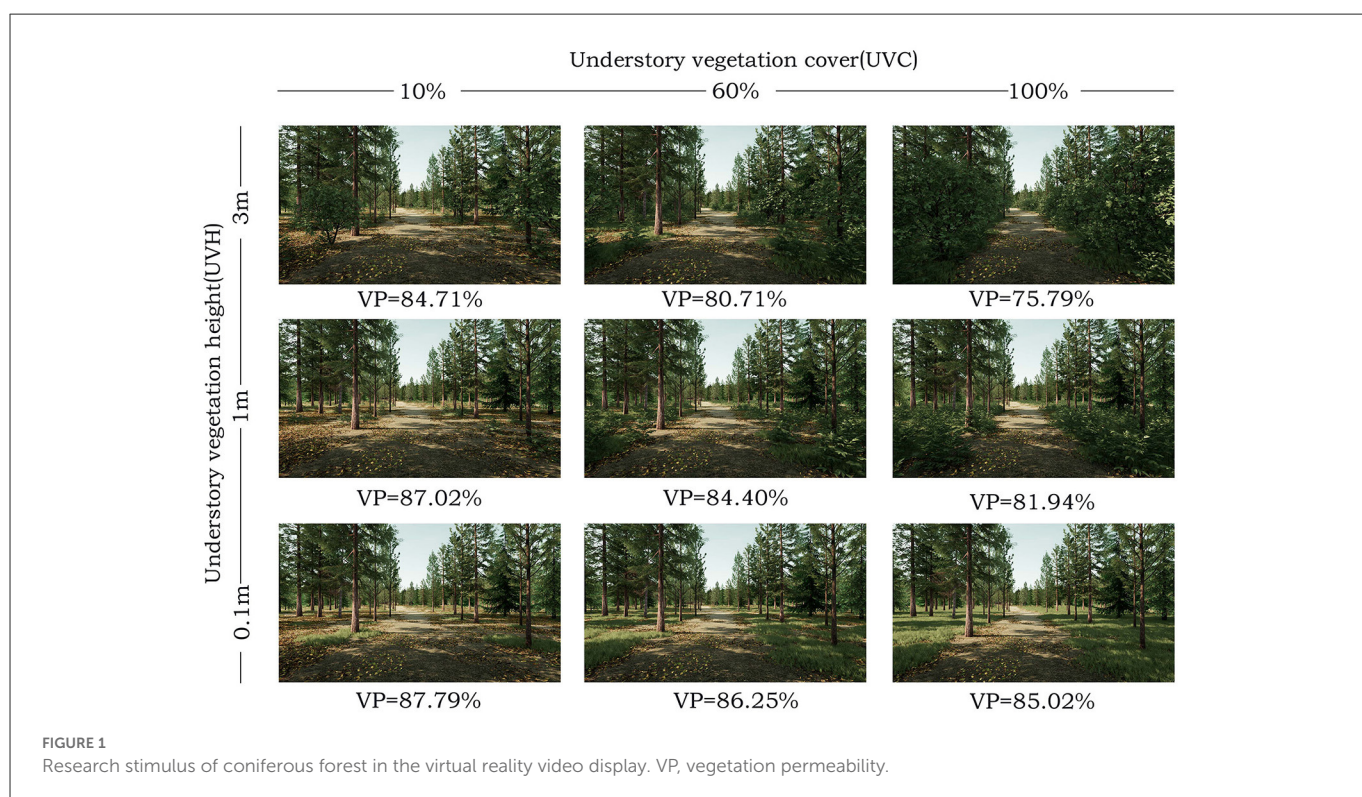 Understory vegetation cover(UVC)
10% 60% 100%
Understory vegetation height(UVH)
3m
VP=84.71% VP=80.71% VP=75.79%
1m
VP=87.02% VP=84.40% VP=81.94%
0.1m
VP=87.79% VP=86.25% VP=85.02%
FIGURE 1
Research stimulus of coniferous forest in the virtual reality video display. VP, vegetation permeability.